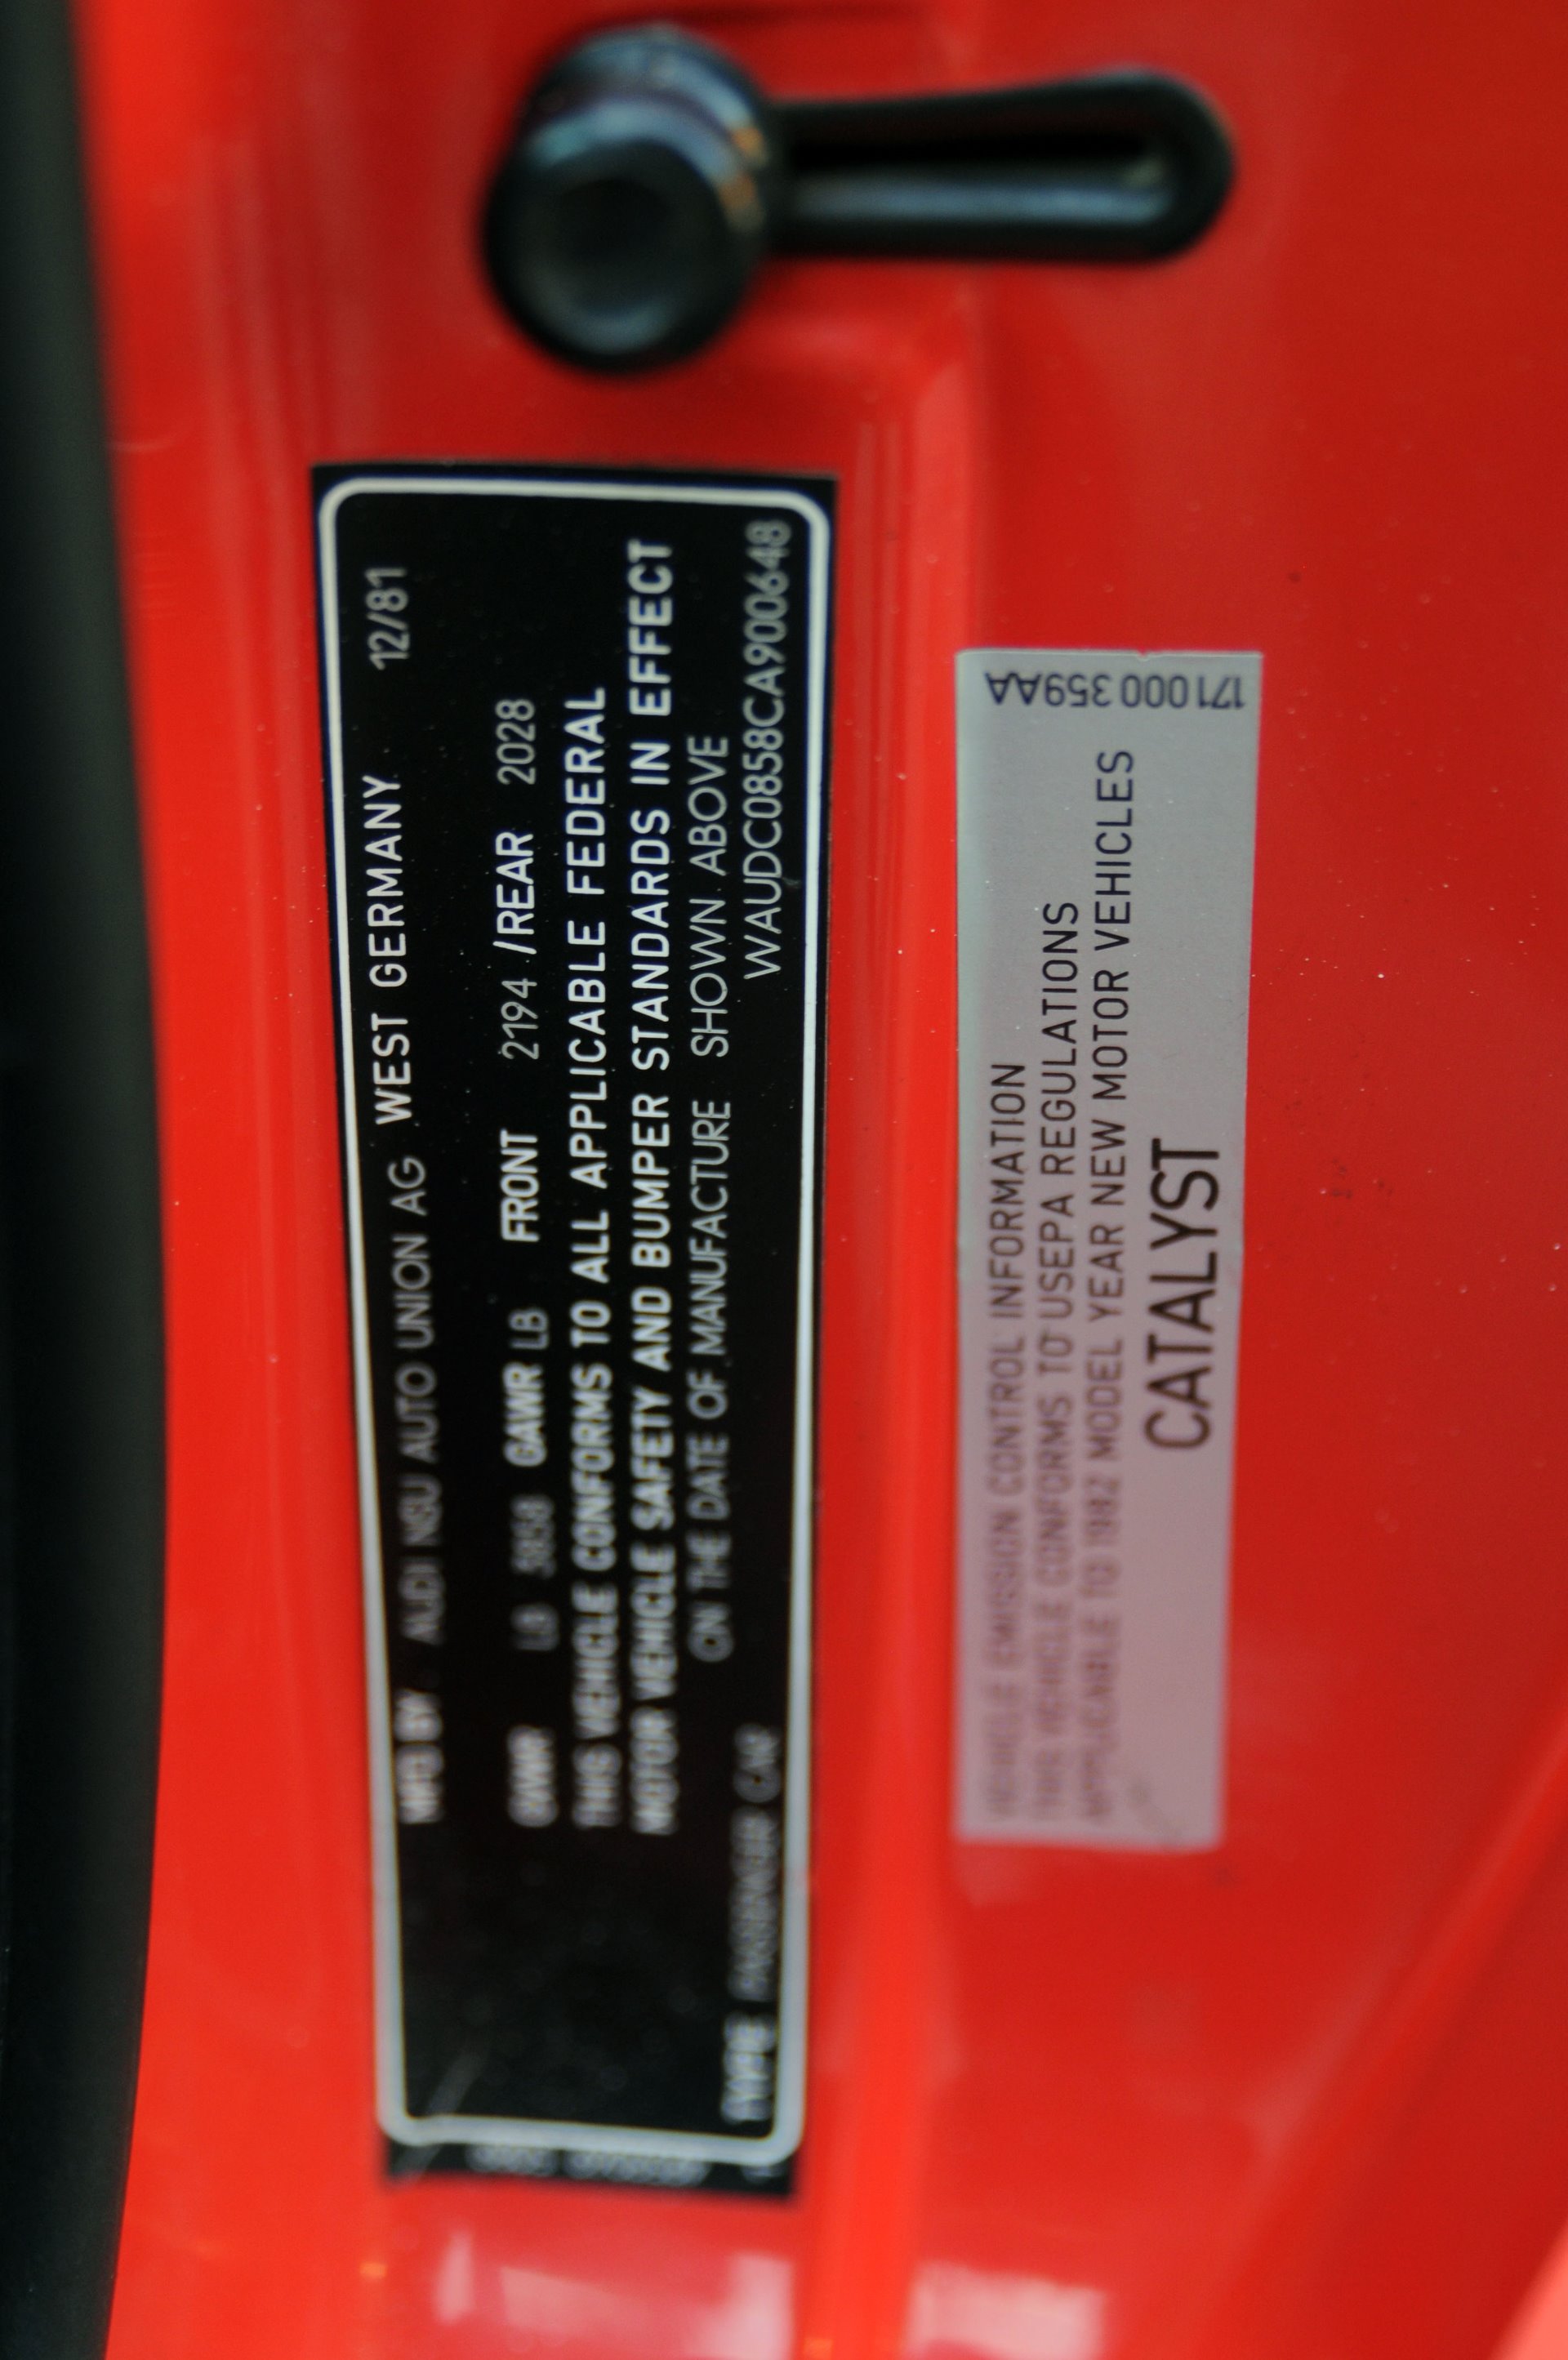 MFD BY AUDI NSU AUTO UNION AG WEST GERMANY 12/81
GVWR LB 3858 GAWR LB FRONT 2194 /REAR 2028
THIS VEHICLE CONFORMS TO ALL APPLICABLE FEDERAL
MOTOR VEHICLE SAFETY AND BUMPER STANDARDS IN EFFECT
ON THE DATE OF MANUFACTURE SHOWN ABOVE
TYPE PASSENGER CAR WAUDC0858CA900648
171 000 359AA
VEHICLE EMISSION CONTROL INFORMATION
THIS VEHICLE CONFORMS TO USEPA REGULATIONS
APPLICABLE TO 1982 MODEL YEAR NEW MOTOR VEHICLES
CATALYST